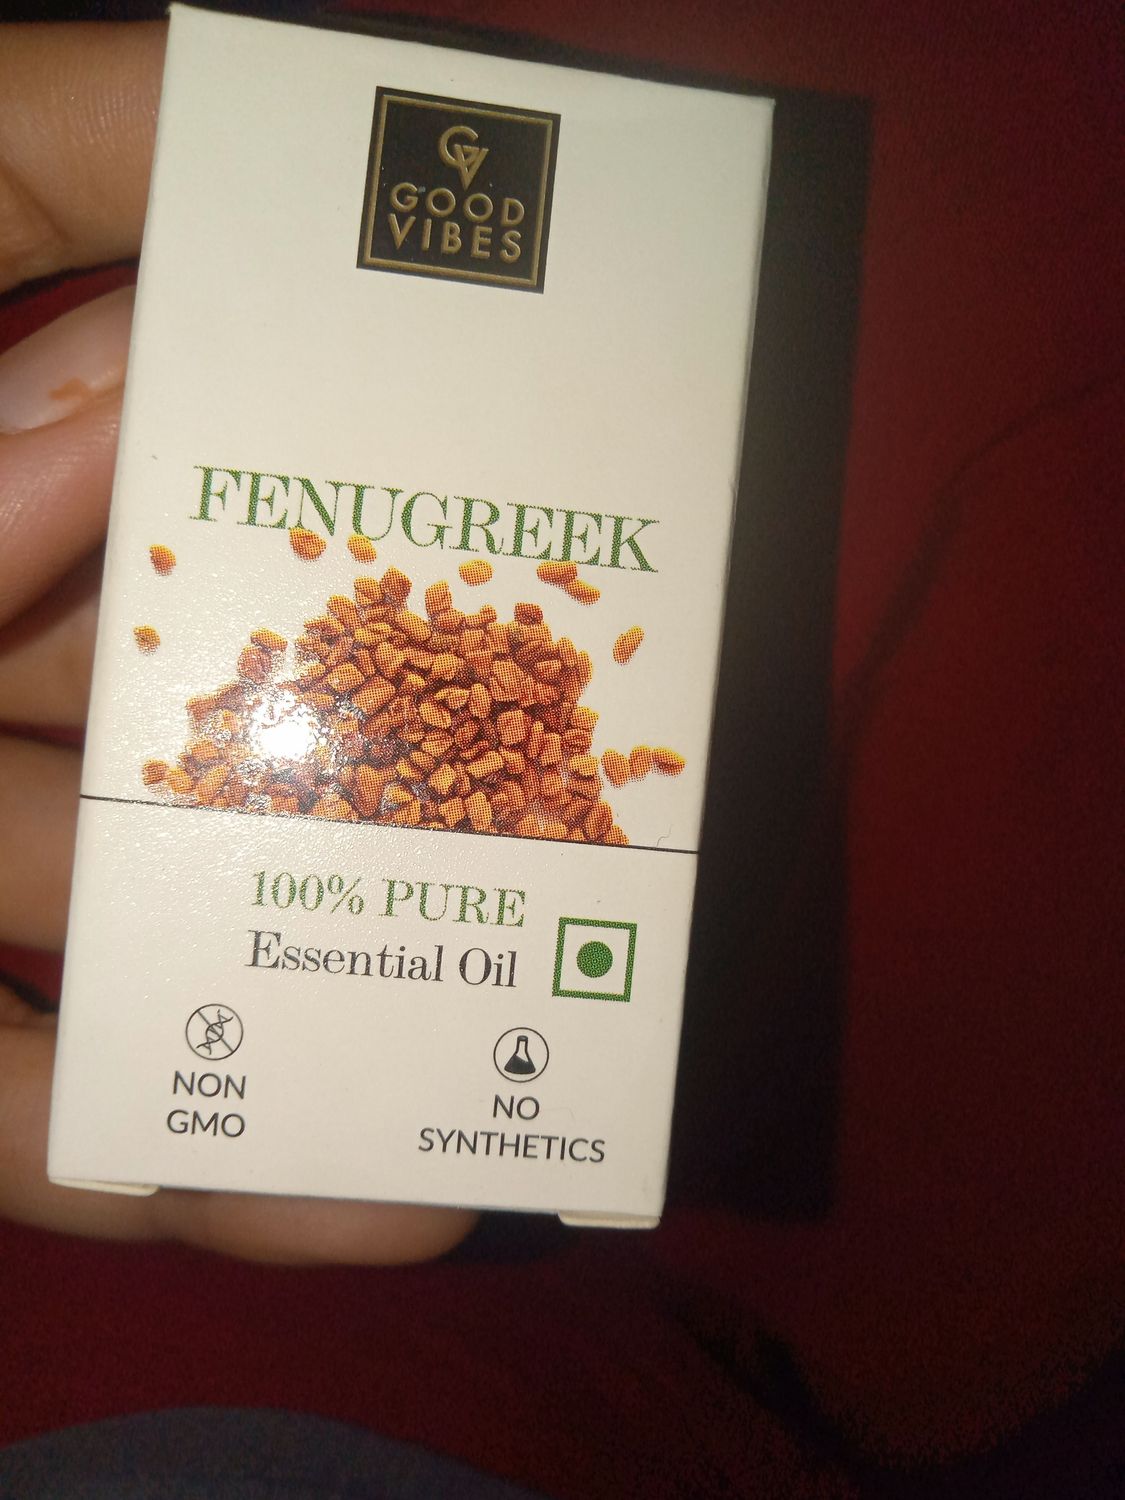 GV
GOOD
VIBES
FENUGREEK
100% PURE
Essential Oil
NON
GMO
NO
SYNTHETICS